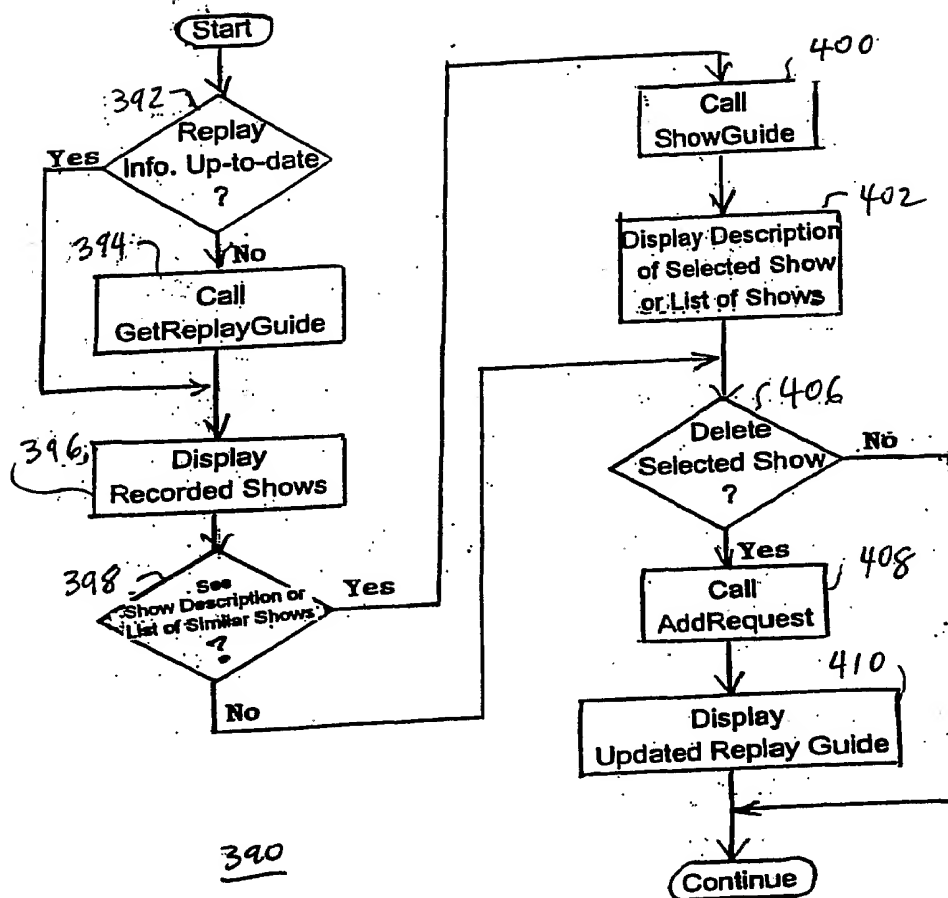 Start
392
Replay
Info. Up-to-date
?
Yes
No
394
Call
GetReplayGuide
396
Display
Recorded Shows
398
See
Show Description or
List of Similar Shows
?
Yes
No
400
Call
ShowGuide
402
Display Description
of Selected Show
or List of Shows
406
Delete
Selected Show
?
No
Yes
408
Call
AddRequest
410
Display
Updated Replay Guide
Continue
390